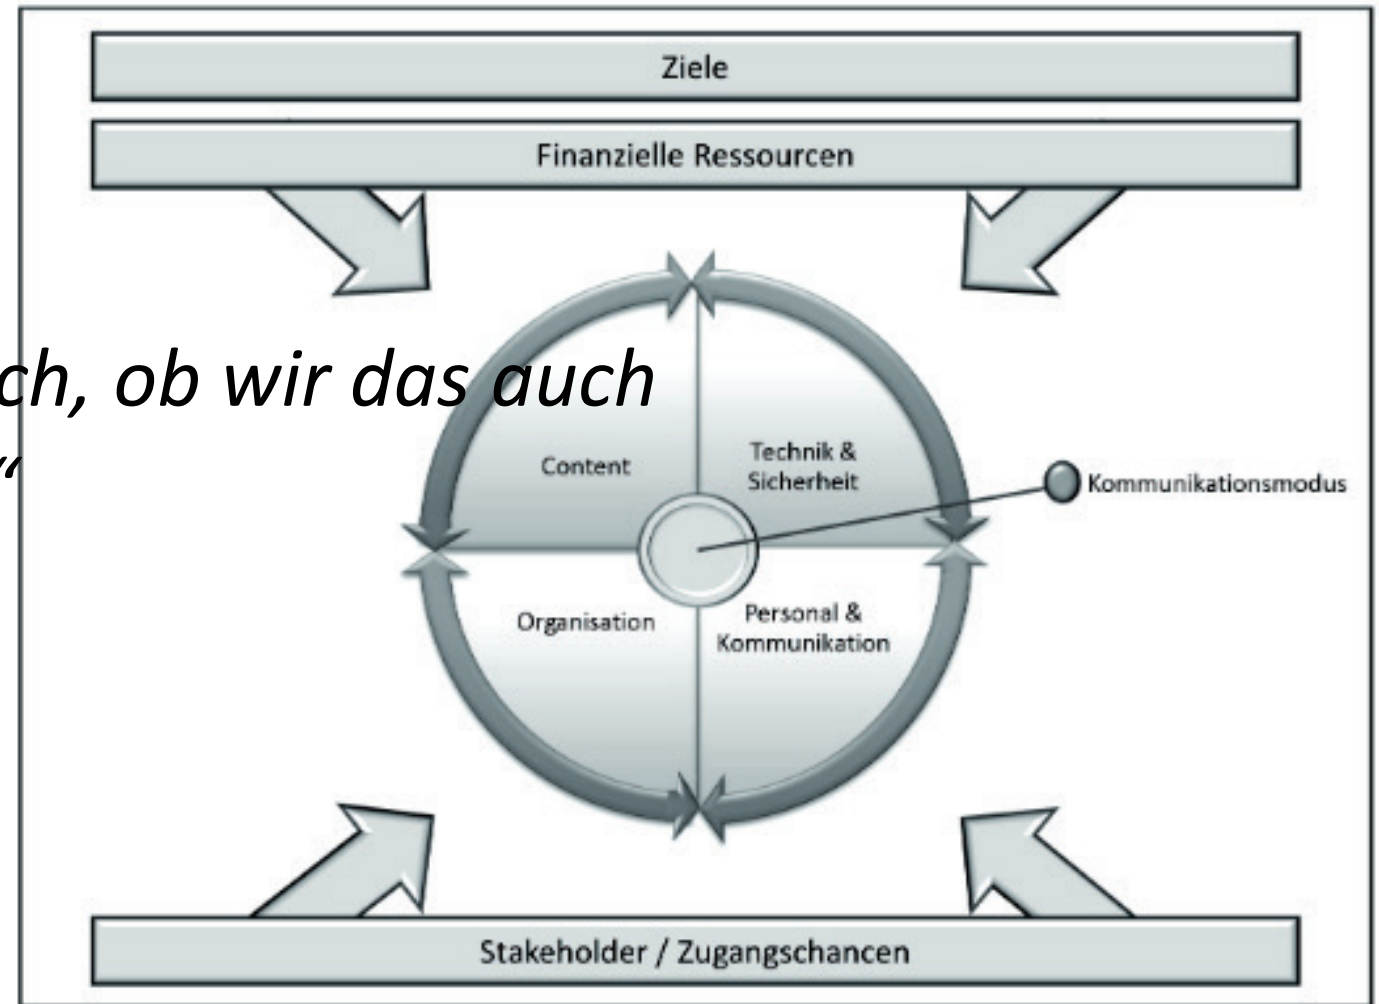 Ziele
Finanzielle Ressourcen
ch, ob wir das auch
“
Content
Technik &
Sicherheit
Kommunikationsmodus
Organisation
Personal &
Kommunikation
Stakeholder / Zugangschancen